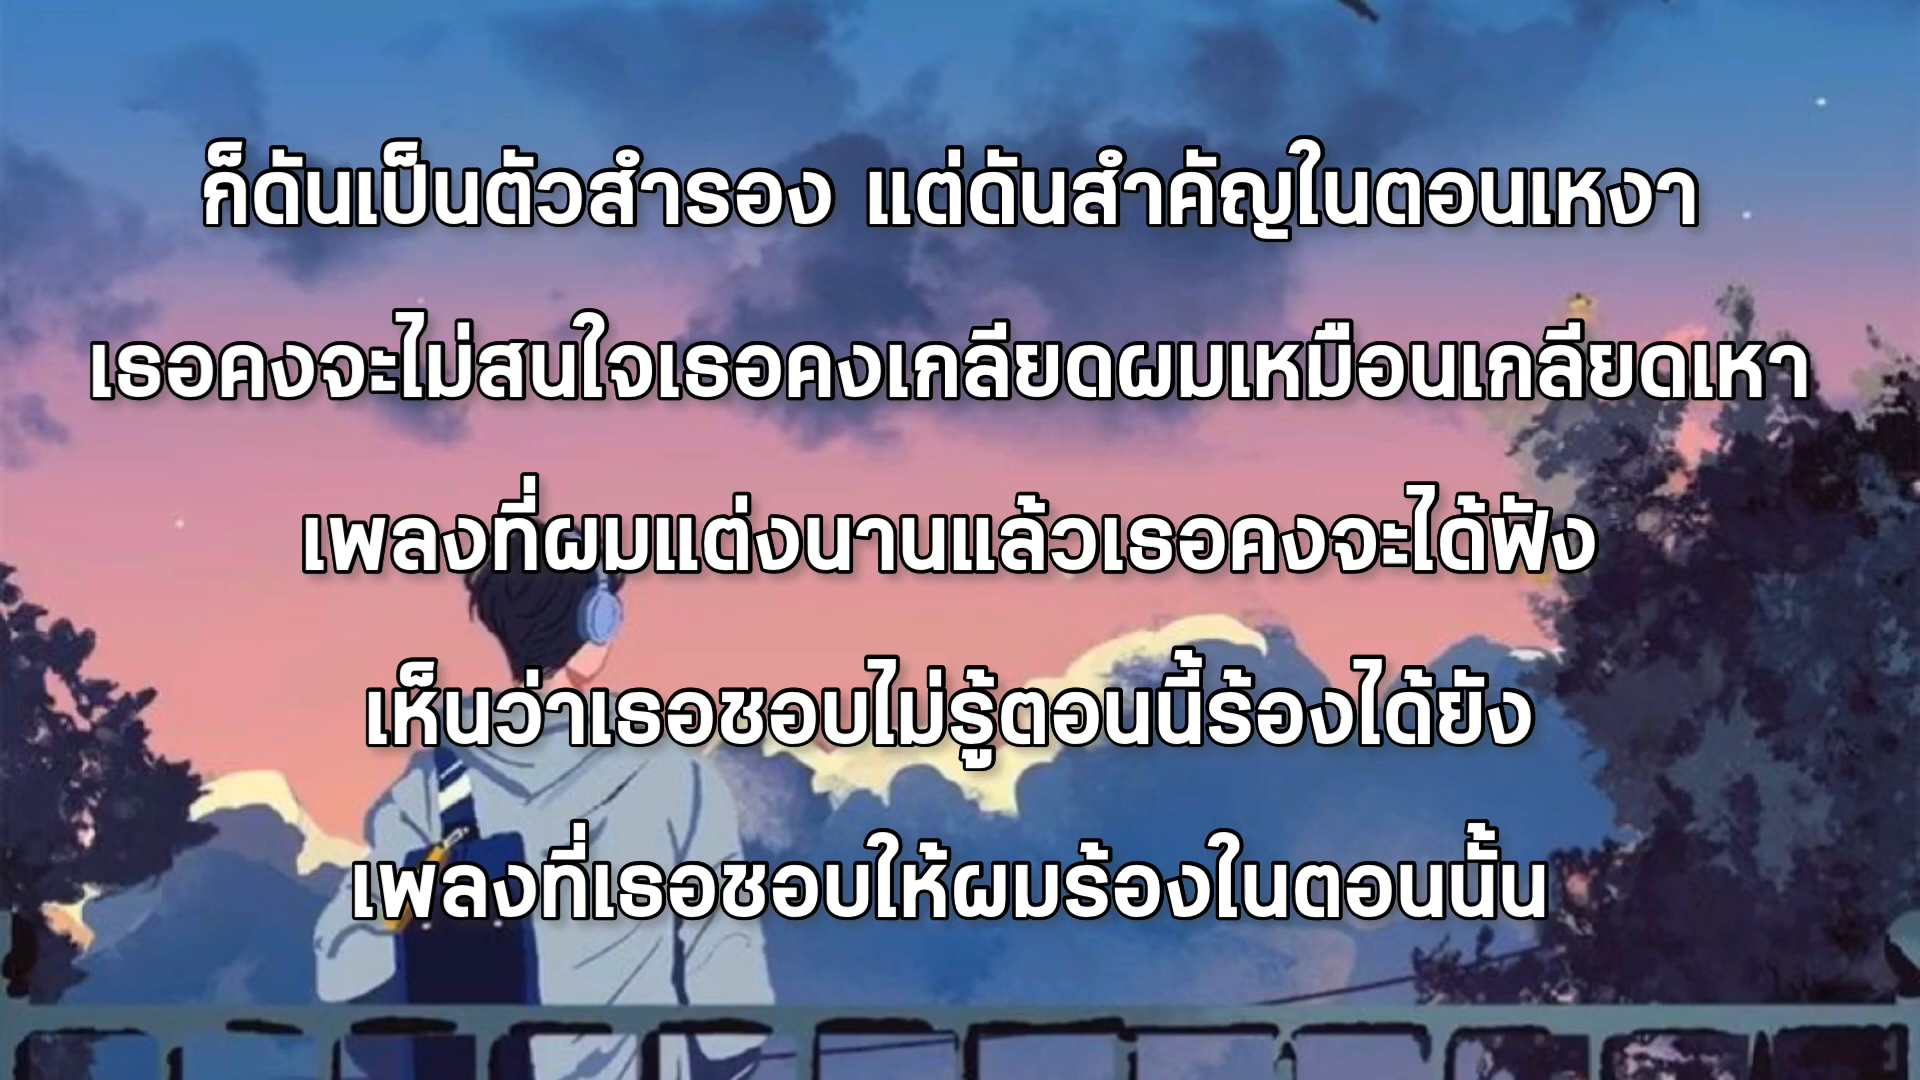 ก็ดันเป็นตัวสำรอง แต่ดันสำคัญในตอนเหงา
เธอคงจะไม่สนใจเธอคงเกลียดผมเหมือนเกลียดเหา
เพลงที่ผมแต่งนานแล้วเธอคงจะได้ฟัง
เห็นว่าเธอชอบไม่รู้ตอนนี้ร้องได้ยัง
เพลงที่เธอชอบให้ผมร้องในตอนนั้น